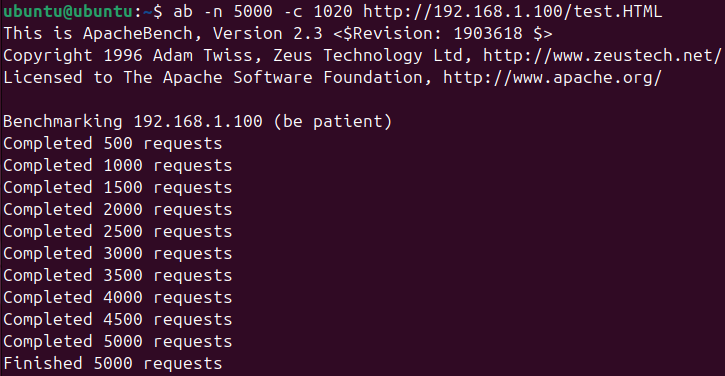 ubuntu@ubuntu:~$ ab -n 5000 -c 1020 http://192.168.1.100/test.HTML
This is ApacheBench, Version 2.3 <$Revision: 1903618 $>
Copyright 1996 Adam Twiss, Zeus Technology Ltd, http://www.zeustech.net/
Licensed to The Apache Software Foundation, http://www.apache.org/

Benchmarking 192.168.1.100 (be patient)
Completed 500 requests
Completed 1000 requests
Completed 1500 requests
Completed 2000 requests
Completed 2500 requests
Completed 3000 requests
Completed 3500 requests
Completed 4000 requests
Completed 4500 requests
Completed 5000 requests
Finished 5000 requests